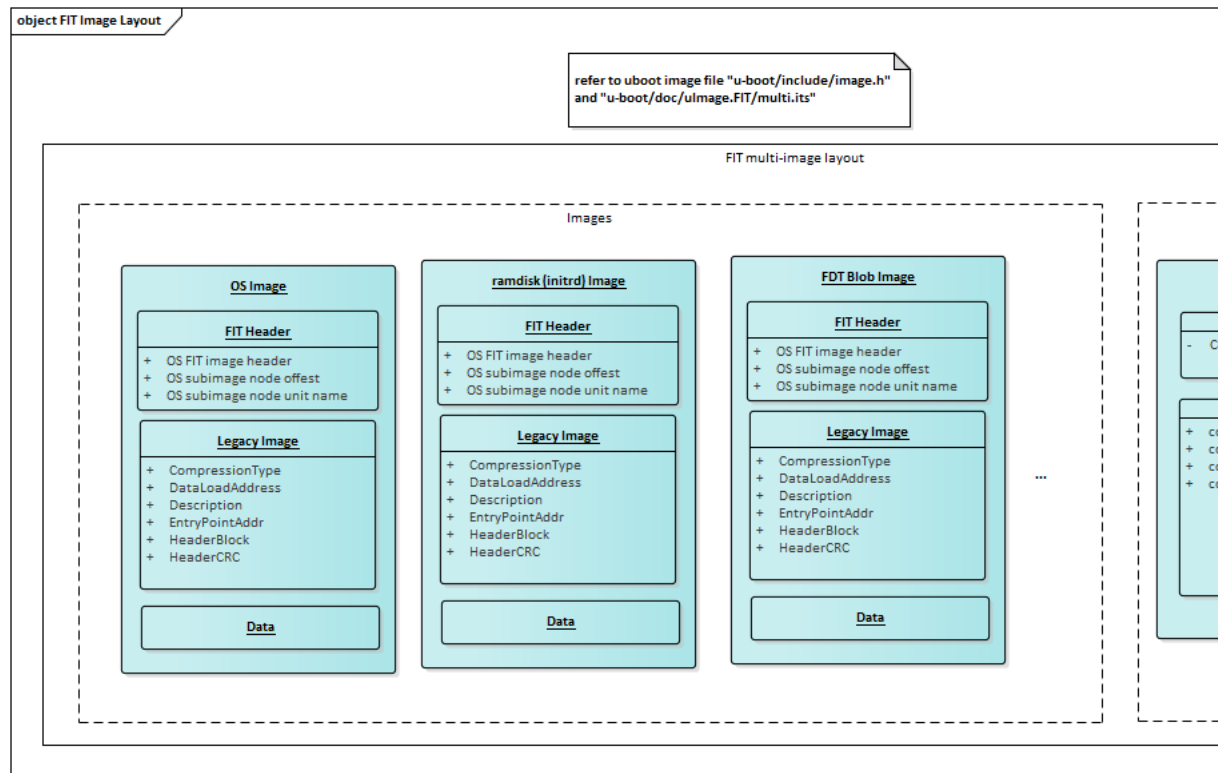 object FIT Image Layout
refer to uboot image file "u-boot/include/image.h"
and "u-boot/doc/uImage.FIT/multi.its"
FIT multi-image layout
Images
OS Image
FIT Header
+ OS FIT image header
+ OS subimage node offest
+ OS subimage node unit name
Legacy Image
+ CompressionType
+ DataLoadAddress
+ Description
+ EntryPointAddr
+ HeaderBlock
+ HeaderCRC
Data
ramdisk (initrd) Image
FIT Header
+ OS FIT image header
+ OS subimage node offest
+ OS subimage node unit name
Legacy Image
+ CompressionType
+ DataLoadAddress
+ Description
+ EntryPointAddr
+ HeaderBlock
+ HeaderCRC
Data
FDT Blob Image
FIT Header
+ OS FIT image header
+ OS subimage node offest
+ OS subimage node unit name
Legacy Image
+ CompressionType
+ DataLoadAddress
+ Description
+ EntryPointAddr
+ HeaderBlock
+ HeaderCRC
Data
...